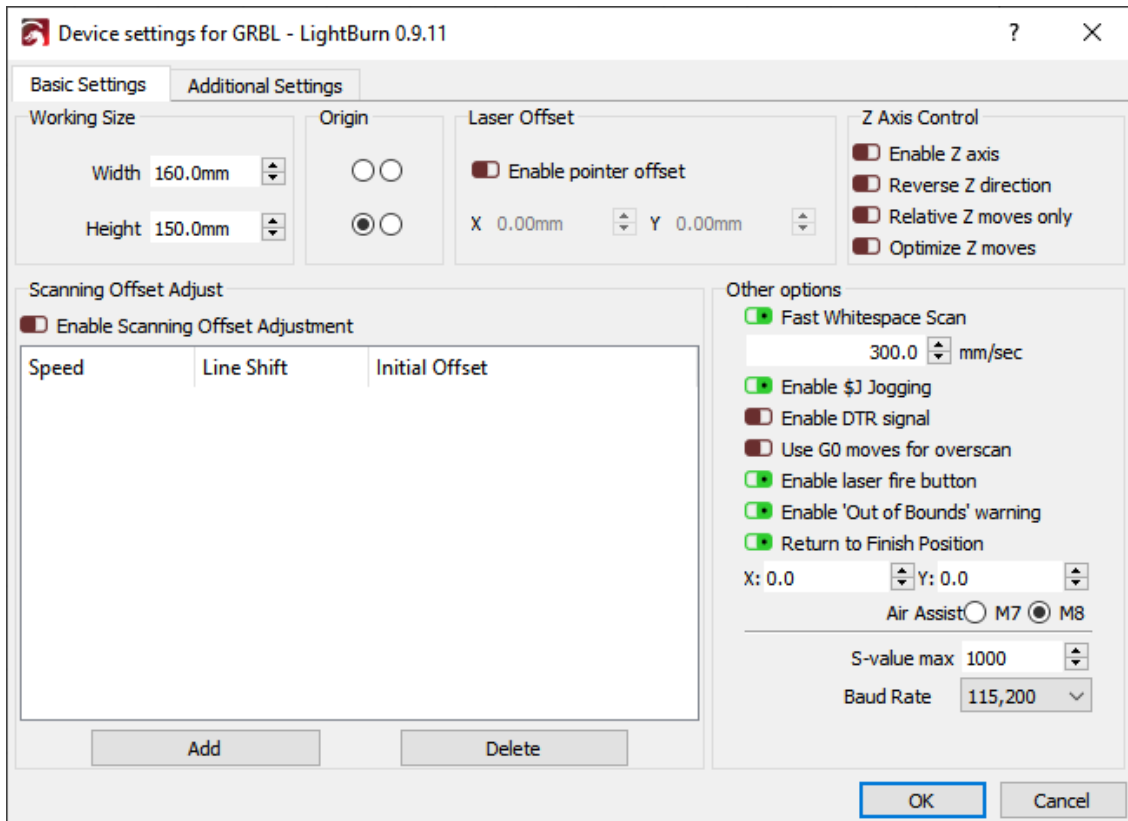 Device settings for GRBL - LightBurn 0.9.11
?
Basic Settings
Additional Settings
Working Size
Width 160.0mm
Height 150.0mm
Origin
Laser Offset
Enable pointer offset
X 0.00mm Y 0.00mm
Z Axis Control
Enable Z axis
Reverse Z direction
Relative Z moves only
Optimize Z moves
Scanning Offset Adjust
Enable Scanning Offset Adjustment
Speed Line Shift Initial Offset
Add
Delete
Other options
Fast Whitespace Scan
300.0 mm/sec
Enable $J Jogging
Enable DTR signal
Use G0 moves for overscan
Enable laser fire button
Enable 'Out of Bounds' warning
Return to Finish Position
X: 0.0 Y: 0.0
Air Assist M7 M8
S-value max 1000
Baud Rate 115,200
OK
Cancel